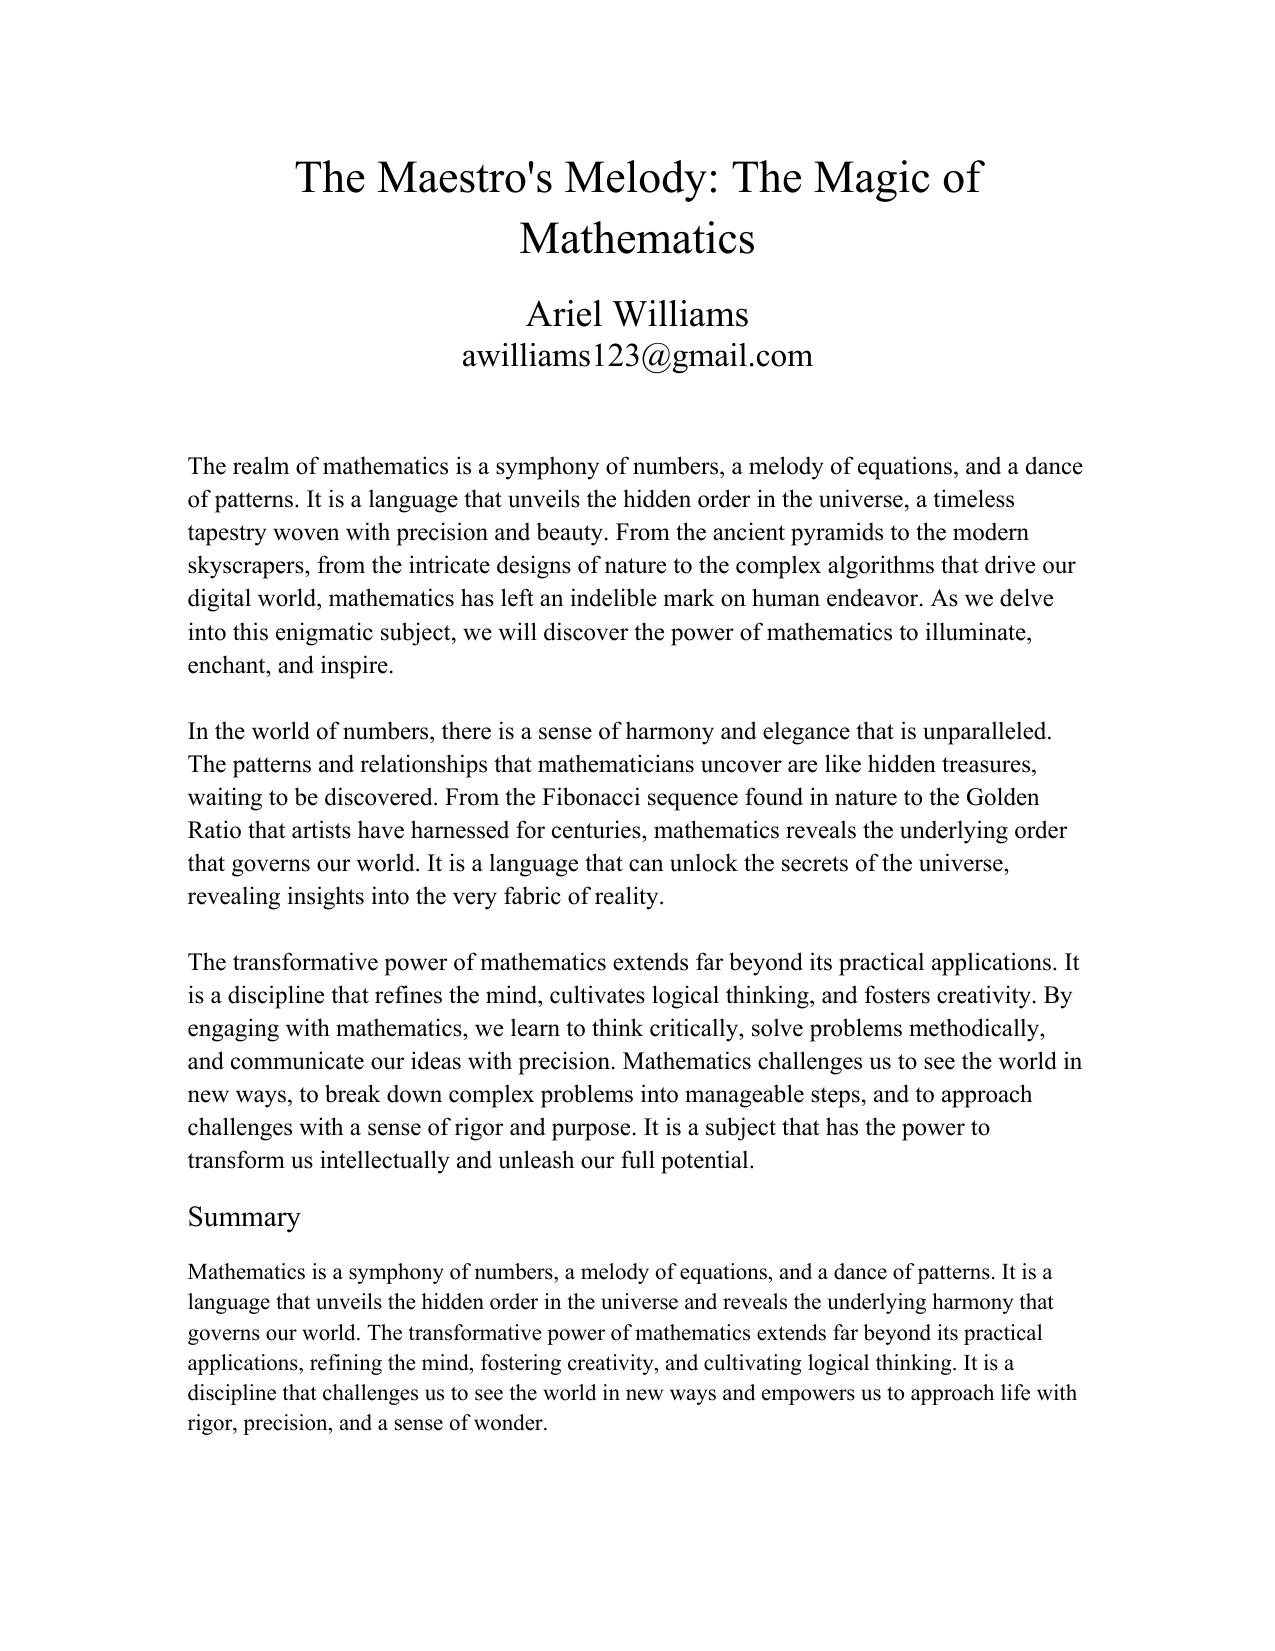 The Maestro's Melody: The Magic of
Mathematics
Ariel Williams
awilliams123@gmail.com
The realm of mathematics is a symphony of numbers, a melody of equations, and a dance
of patterns. It is a language that unveils the hidden order in the universe, a timeless
tapestry woven with precision and beauty. From the ancient pyramids to the modern
skyscrapers, from the intricate designs of nature to the complex algorithms that drive our
digital world, mathematics has left an indelible mark on human endeavor. As we delve
into this enigmatic subject, we will discover the power of mathematics to illuminate,
enchant, and inspire.
In the world of numbers, there is a sense of harmony and elegance that is unparalleled.
The patterns and relationships that mathematicians uncover are like hidden treasures,
waiting to be discovered. From the Fibonacci sequence found in nature to the Golden
Ratio that artists have harnessed for centuries, mathematics reveals the underlying order
that governs our world. It is a language that can unlock the secrets of the universe,
revealing insights into the very fabric of reality.
The transformative power of mathematics extends far beyond its practical applications. It
is a discipline that refines the mind, cultivates logical thinking, and fosters creativity. By
engaging with mathematics, we learn to think critically, solve problems methodically,
and communicate our ideas with precision. Mathematics challenges us to see the world in
new ways, to break down complex problems into manageable steps, and to approach
challenges with a sense of rigor and purpose. It is a subject that has the power to
transform us intellectually and unleash our full potential.
Summary
Mathematics is a symphony of numbers, a melody of equations, and a dance of patterns. It is a
language that unveils the hidden order in the universe and reveals the underlying harmony that
governs our world. The transformative power of mathematics extends far beyond its practical
applications, refining the mind, fostering creativity, and cultivating logical thinking. It is a
discipline that challenges us to see the world in new ways and empowers us to approach life with
rigor, precision, and a sense of wonder.